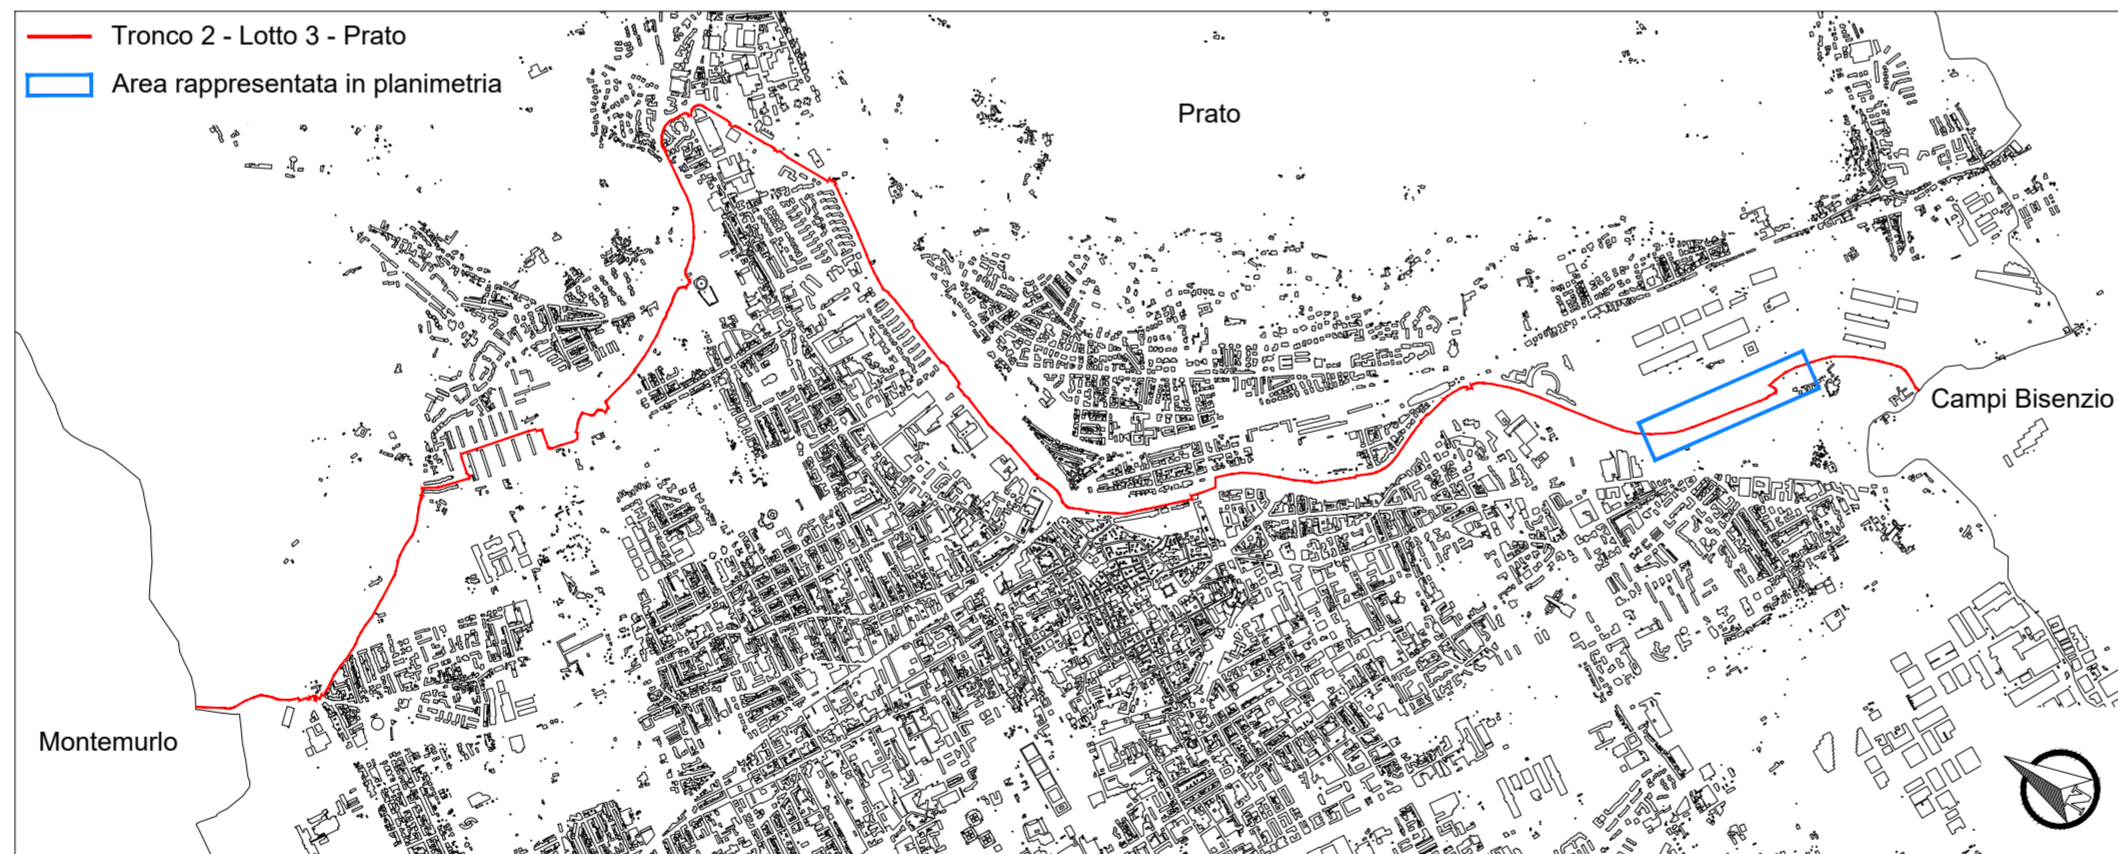 Tronco 2 - Lotto 3 - Prato
Area rappresentata in planimetria
Prato
Campi Bisenzio
Montemurlo
N